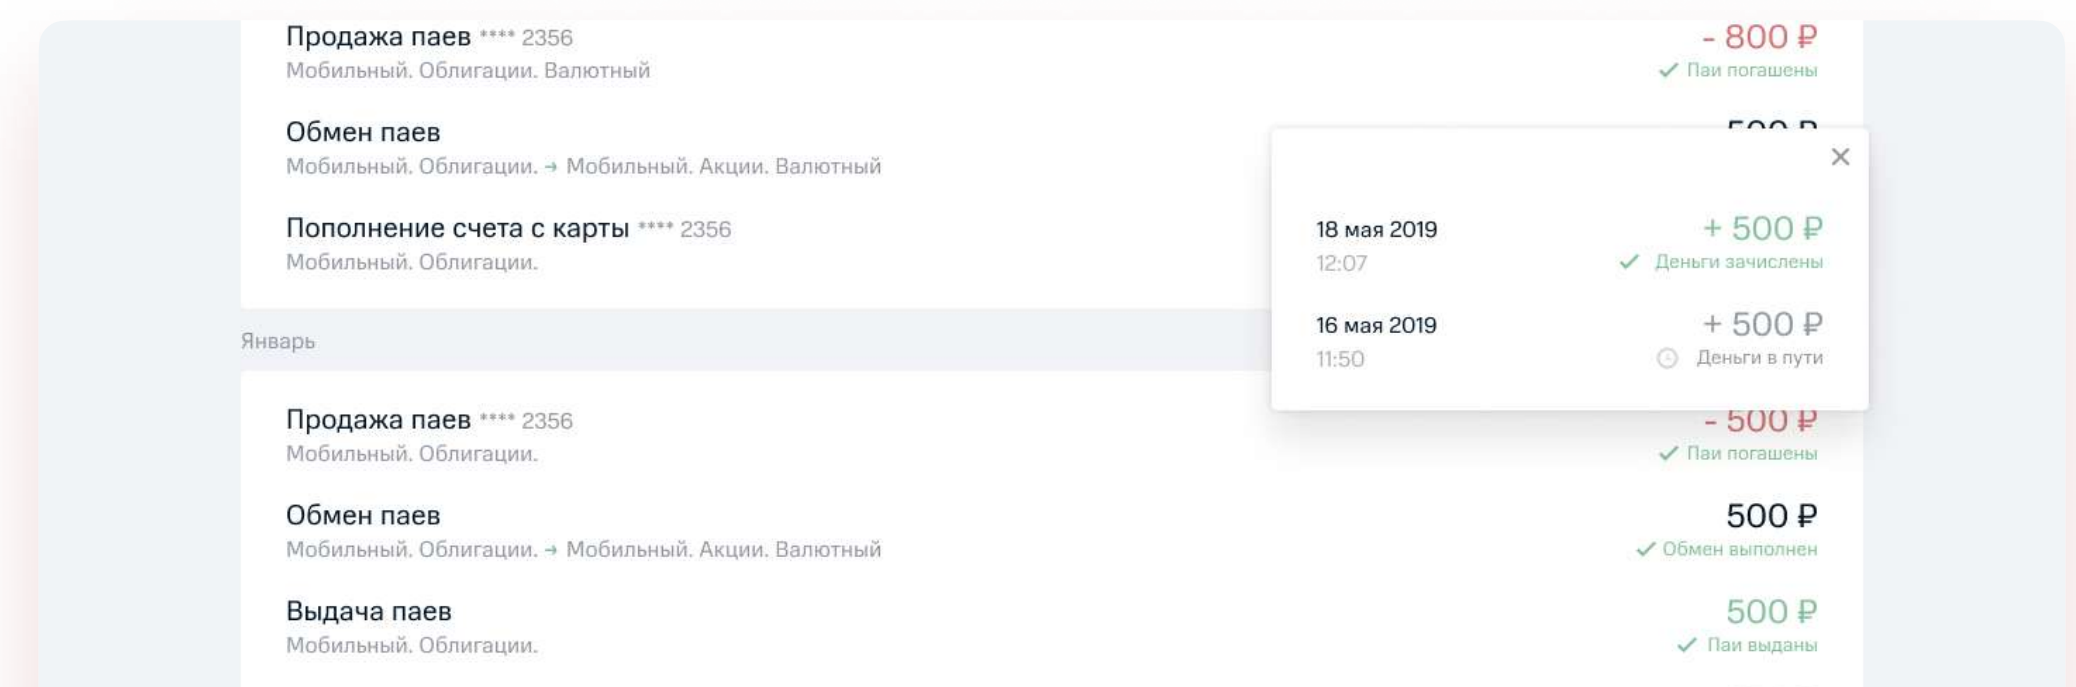 Продажа паев **** 2356
- 800 ₽
Мобильный. Облигации. Валютный
Паи погашены
Обмен паев
500 ₽
Мобильный. Облигации. → Мобильный. Акции. Валютный
Пополнение счета с карты **** 2356
Мобильный. Облигации.
18 мая 2019
+ 500 ₽
12:07
Деньги зачислены
16 мая 2019
+ 500 ₽
11:50
Деньги в пути
Январь
Продажа паев **** 2356
- 500 ₽
Мобильный. Облигации.
Паи погашены
Обмен паев
500 ₽
Мобильный. Облигации. → Мобильный. Акции. Валютный
Обмен выполнен
Выдача паев
500 ₽
Мобильный. Облигации.
Паи выданы